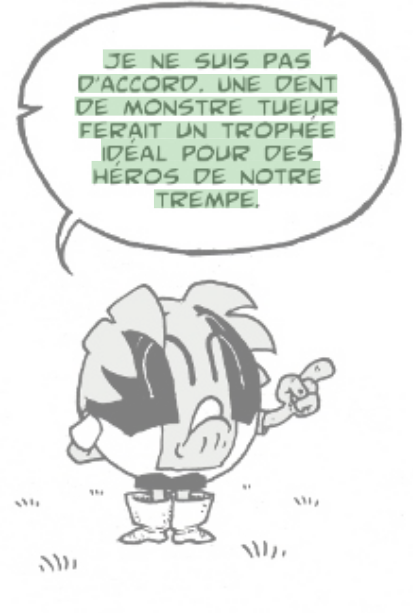 JE NE SUIS PAS
D'ACCORD. UNE DENT
DE MONSTRE TUEUR
FERAIT UN TROPHÉE
IDÉAL POUR DES
HÉROS DE NOTRE
TREMPE.